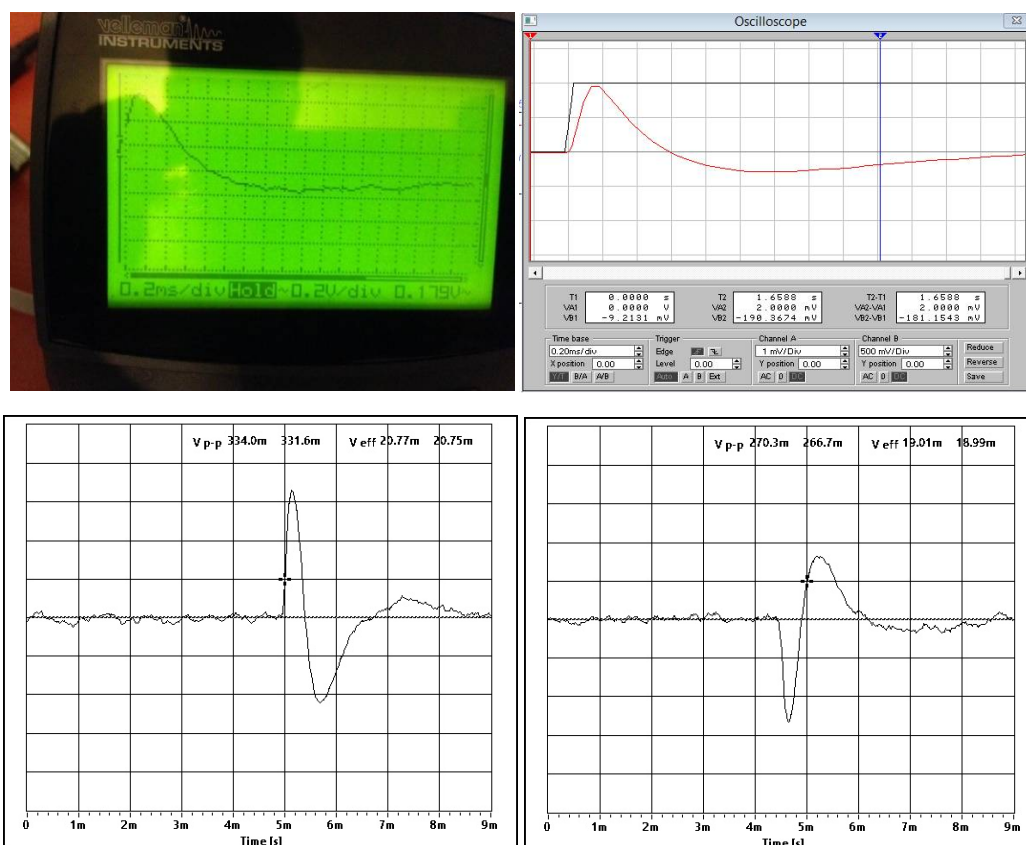 velleman
INSTRUMENTS
0.2ms/div Hold ~0.2V/div 0.179V~
Oscilloscope
T1 0.0000 s
VA1 0.0000 V
VB1 -9.2131 mV
T2 1.6588 s
VA2 2.0000 mV
VB2 -190.3674 mV
T2-T1 1.6588 s
VA2-VA1 2.0000 mV
VB2-VB1 -181.1543 mV
Time base
0.20ms/div
X position 0.00
Y/T B/A A/B
Trigger
Edge
Level 0.00
Auto A B Ext
Channel A
1 mV/Div
Y position 0.00
AC 0 DC
Channel B
500 mV/Div
Y position 0.00
AC 0 DC
Reduce
Reverse
Save
V p-p 334.0m 331.6m V eff 20.77m 20.75m
0 1m 2m 3m 4m 5m 6m 7m 8m 9m
Time [s]
V p-p 270.3m 266.7m V eff 19.01m 18.99m
0 1m 2m 3m 4m 5m 6m 7m 8m 9m
Time [s]